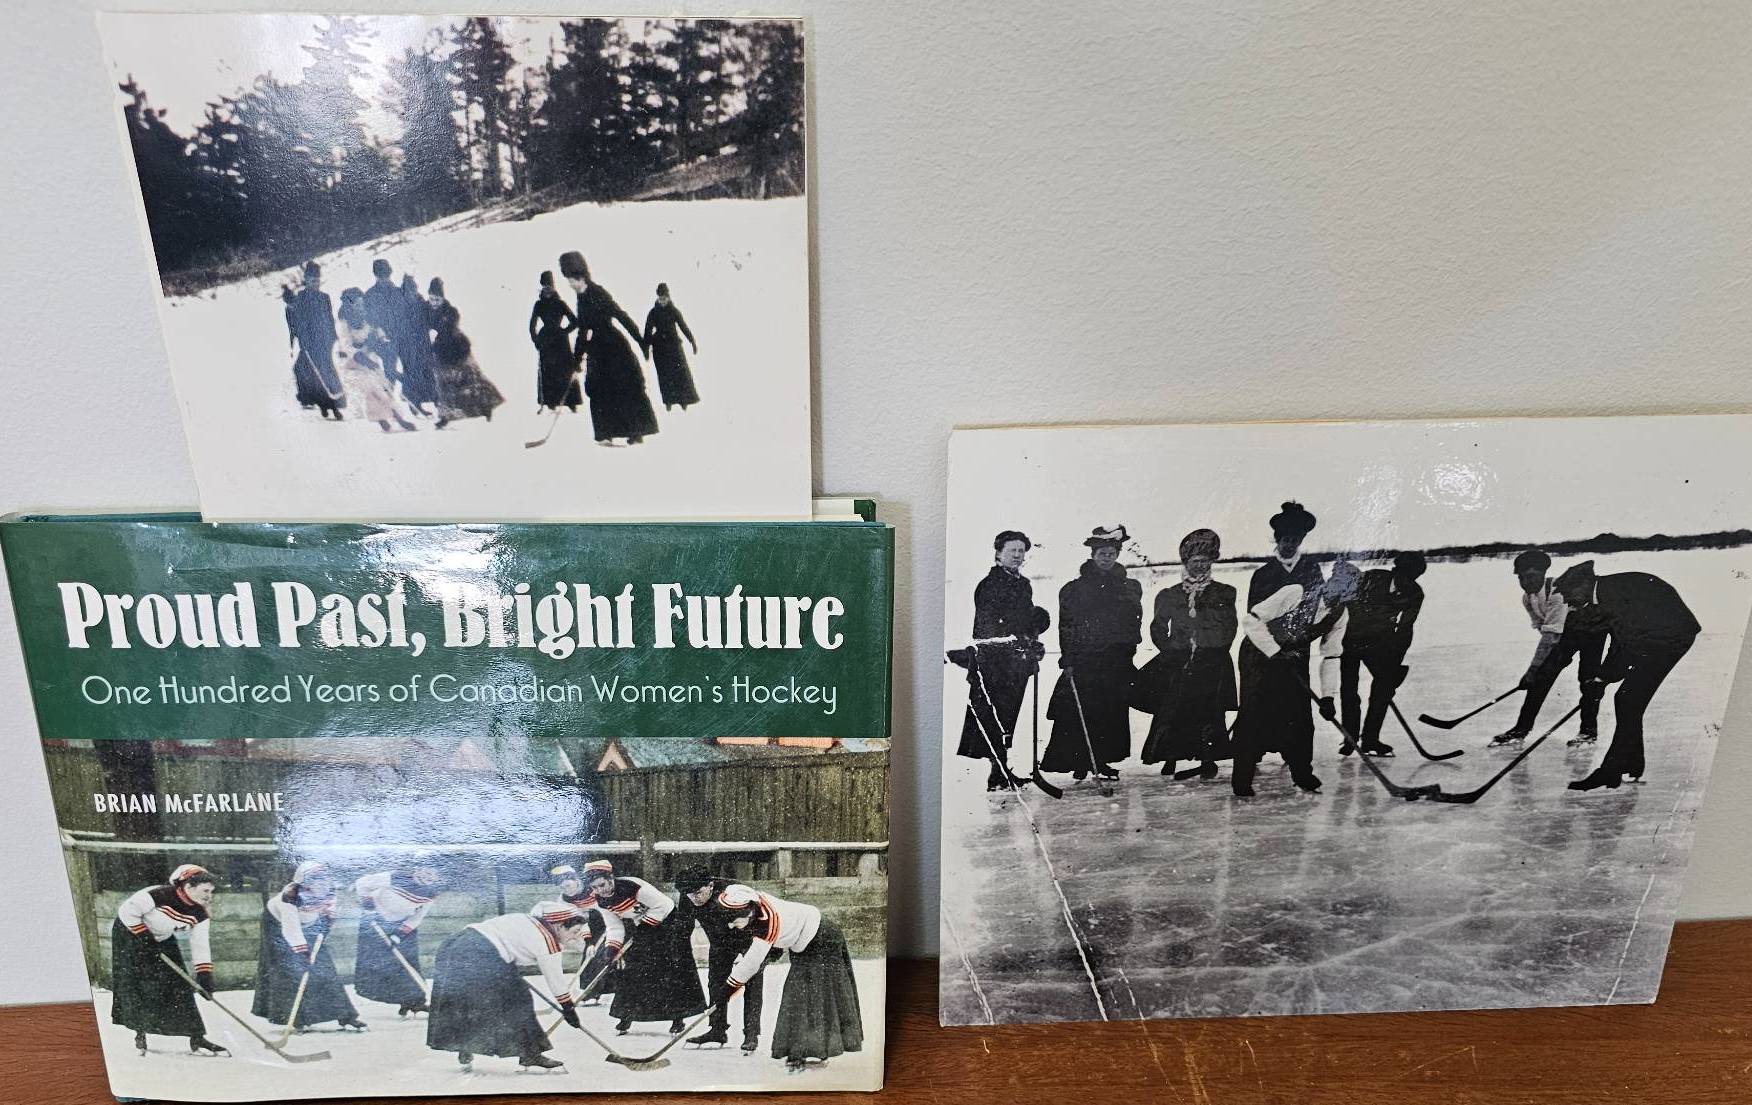 Proud Past, Bright Future
One Hundred Years of Canadian Women's Hockey
BRIAN McFARLANE